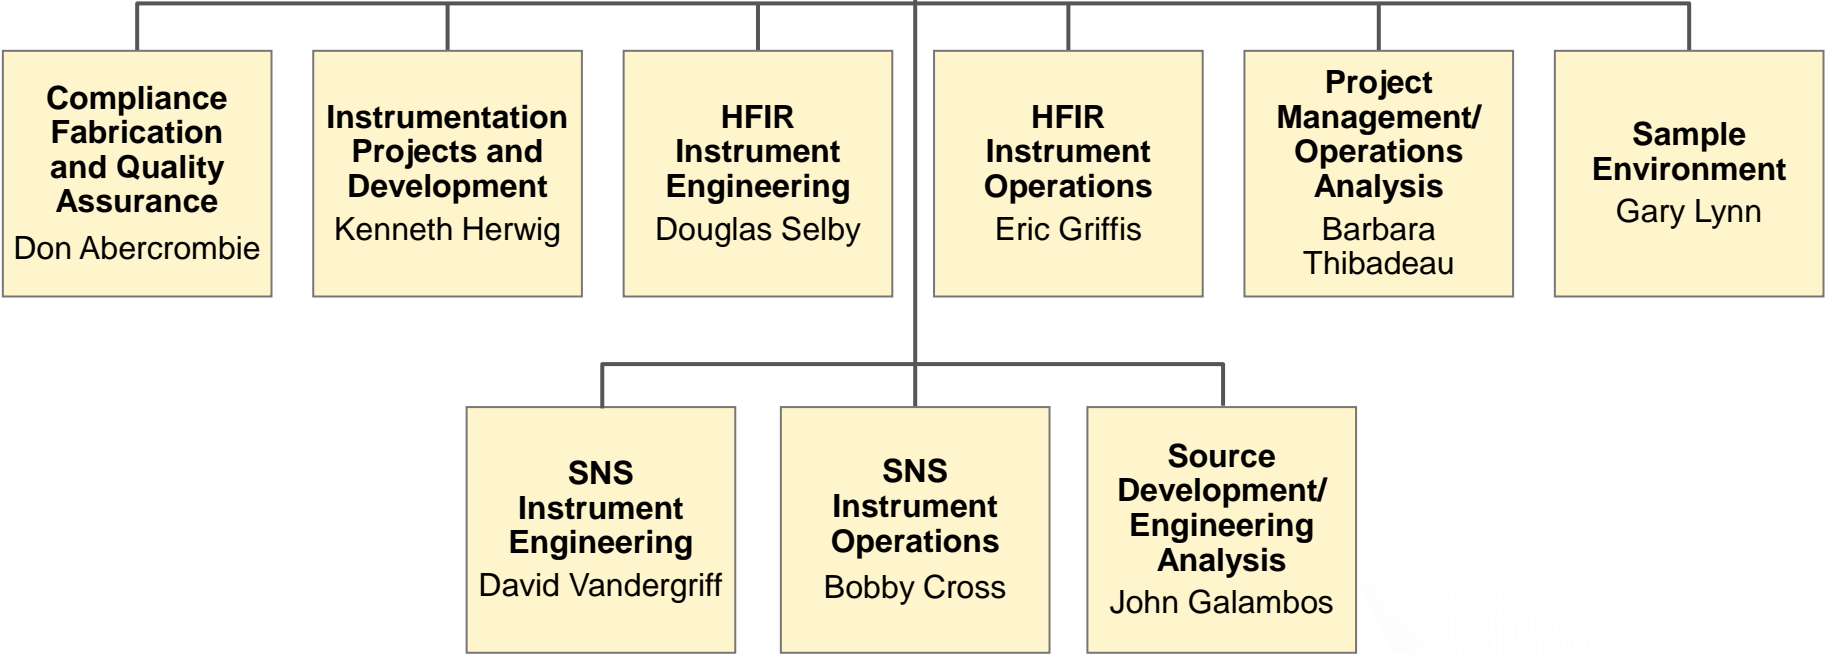 Compliance
Fabrication
and Quality
Assurance
Don Abercrombie
Instrumentation
Projects and
Development
Kenneth Herwig
HFIR
Instrument
Engineering
Douglas Selby
HFIR
Instrument
Operations
Eric Griffis
Project
Management/
Operations
Analysis
Barbara
Thibadeau
Sample
Environment
Gary Lynn
SNS
Instrument
Engineering
David Vandergriff
SNS
Instrument
Operations
Bobby Cross
Source
Development/
Engineering
Analysis
John Galambos